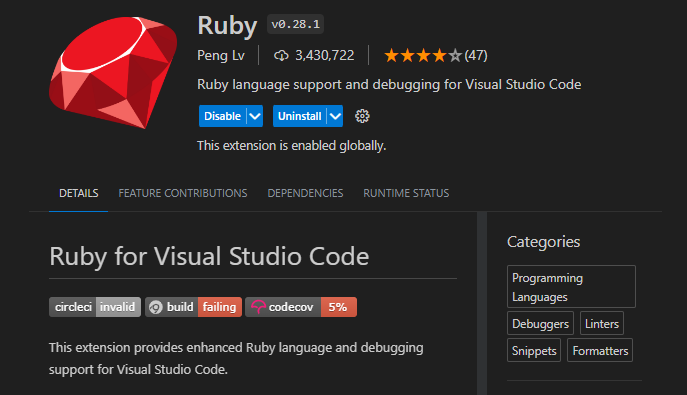 Ruby v0.28.1
Peng Lv 3,430,722 (47)
Ruby language support and debugging for Visual Studio Code
Disable Uninstall
This extension is enabled globally.
DETAILS FEATURE CONTRIBUTIONS DEPENDENCIES RUNTIME STATUS
Ruby for Visual Studio Code
circleci invalid build failing codecov 5%
This extension provides enhanced Ruby language and debugging
support for Visual Studio Code.
Categories
Programming
Languages
Debuggers Linters
Snippets Formatters